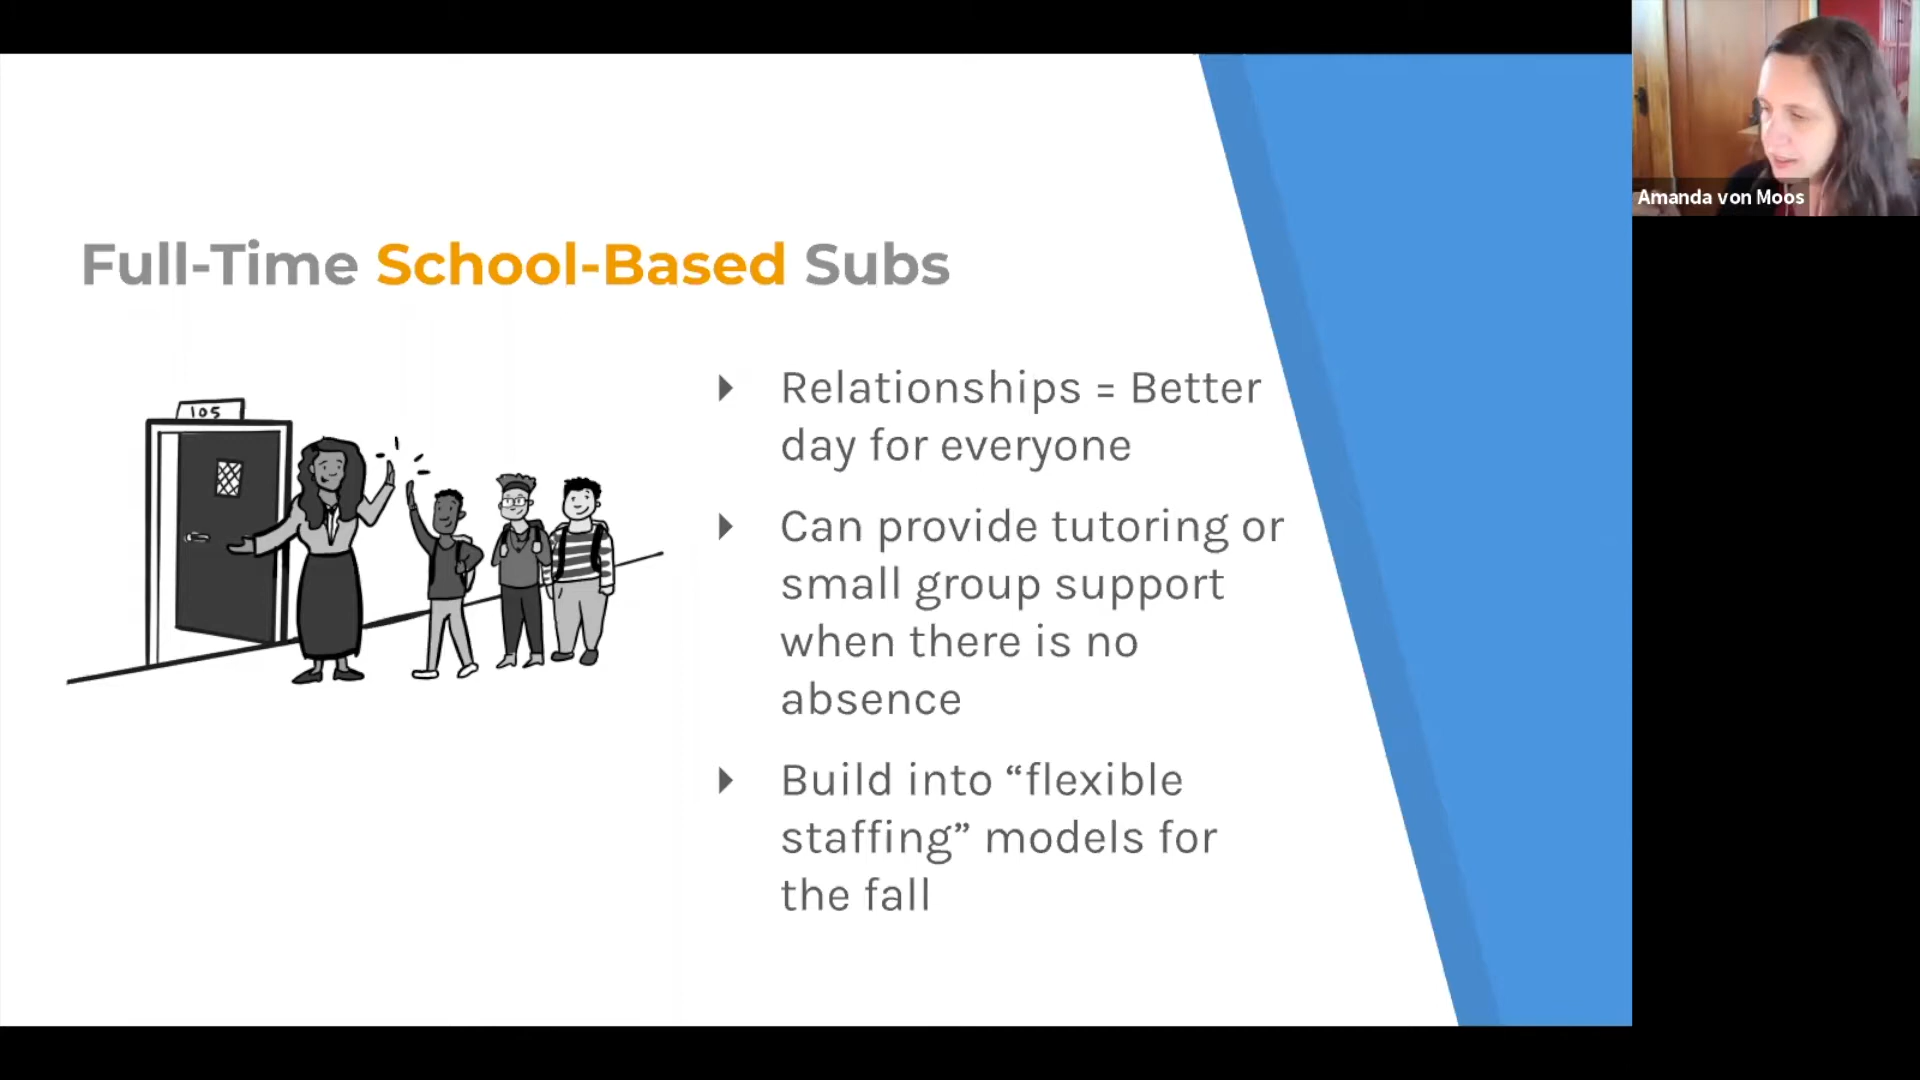 Amanda von Moos
Full-Time School-Based Subs
105
Relationships = Better
day for everyone
Can provide tutoring or
small group support
when there is no
absence
Build into “flexible
staffing” models for
the fall